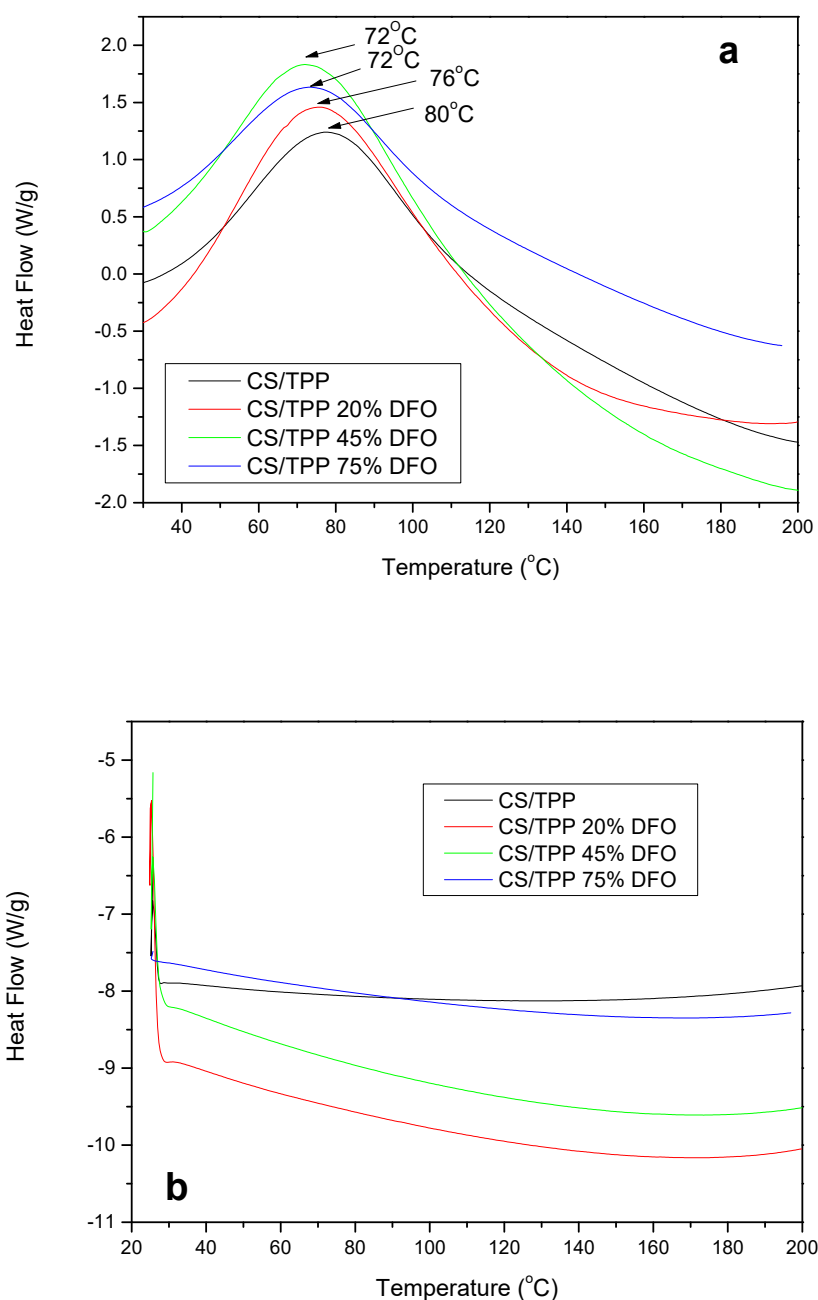 72°C
a
72°C
76°C
80°C
2.0
1.5
1.0
0.5
0.0
-0.5
-1.0
-1.5
-2.0
Heat Flow (W/g)
CS/TPP
CS/TPP 20% DFO
CS/TPP 45% DFO
CS/TPP 75% DFO
40 60 80 100 120 140 160 180 200
Temperature (°C)
-5
-6
-7
-8
-9
-10
-11
Heat Flow (W/g)
CS/TPP
CS/TPP 20% DFO
CS/TPP 45% DFO
CS/TPP 75% DFO
b
20 40 60 80 100 120 140 160 180 200
Temperature (°C)